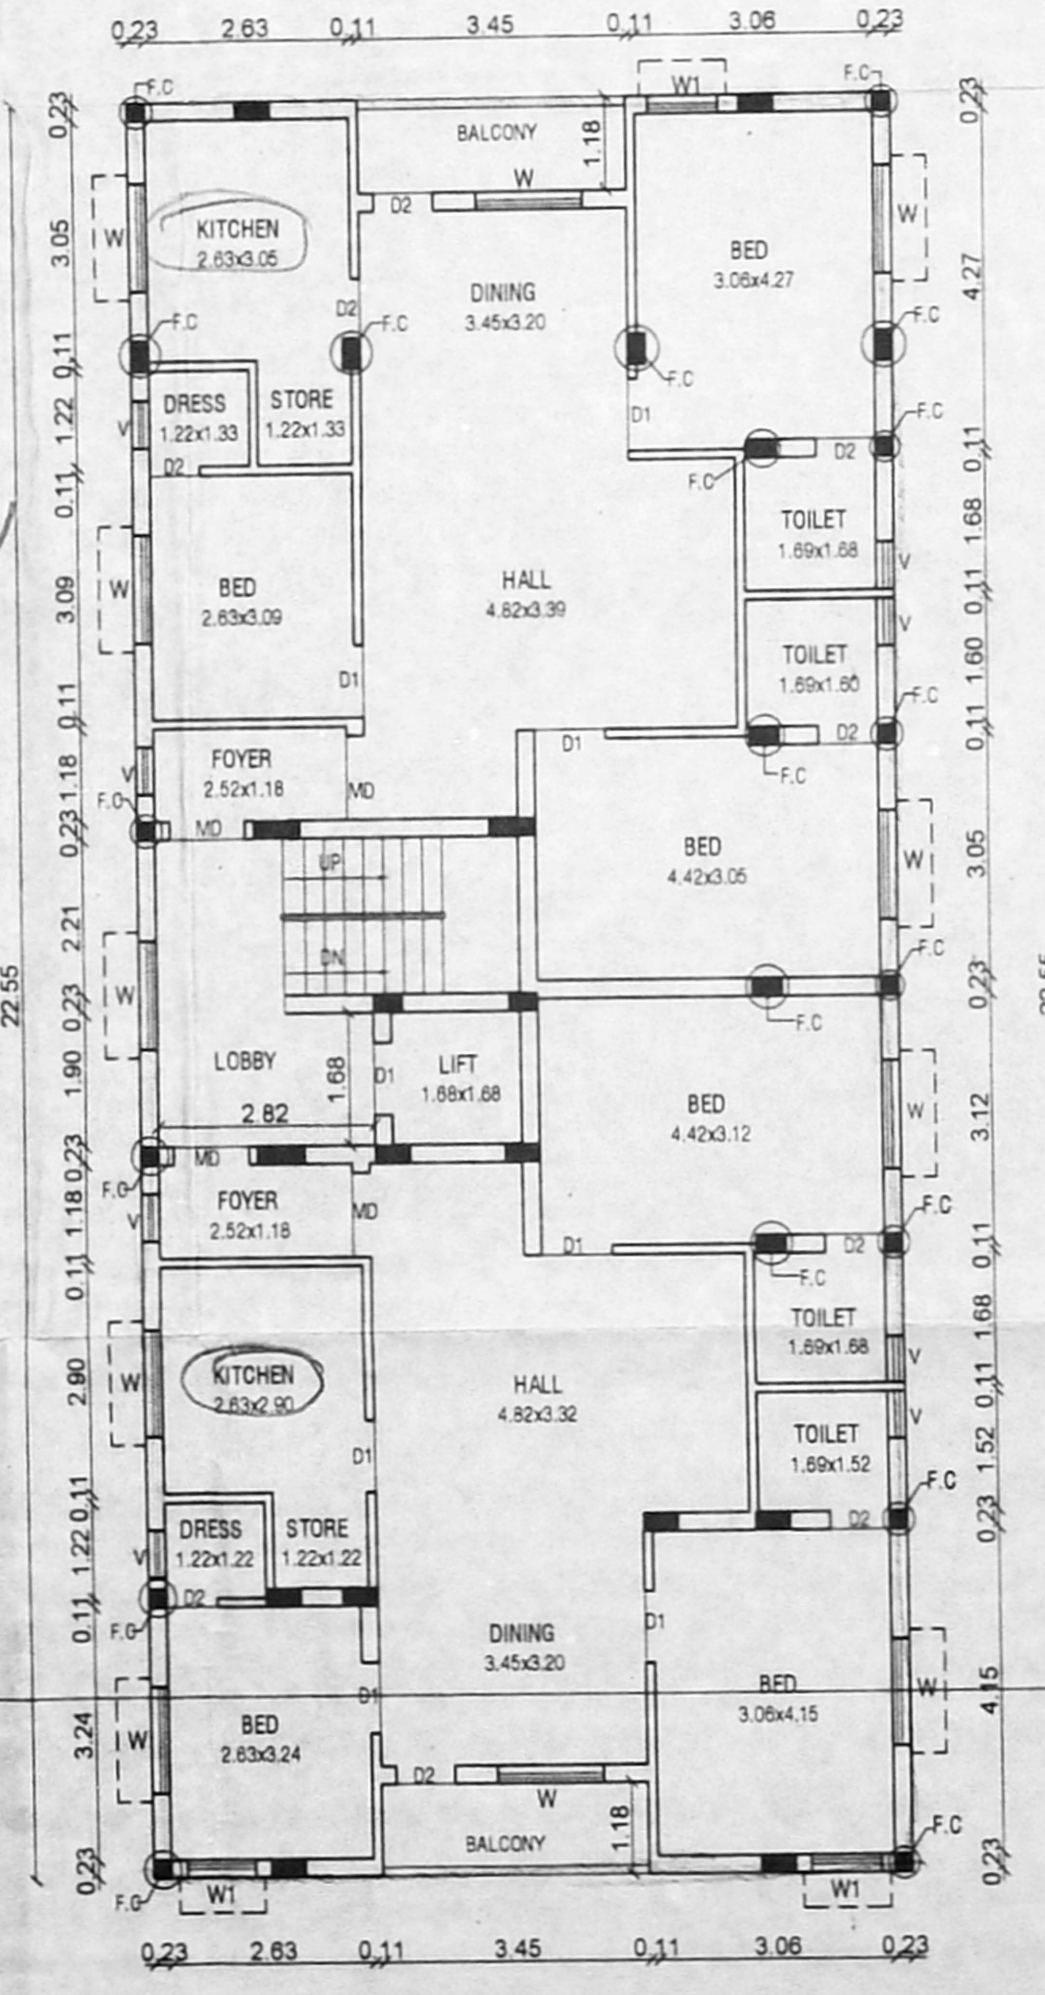 0.23 2.63 0.11 3.45 0.11 3.06 0.23
F.C
W1
F.C
0.23
0.23
BALCONY
1.18
W
D2
W
KITCHEN
2.63x3.05
3.05
BED
3.06x4.27
W
4.27
DINING
3.45x3.20
D2
F.C
F.C
F.C
F.C
0.11
DRESS
1.22x1.33
STORE
1.22x1.33
V
1.22
D1
F.C
D2
F.C
0.11
D2
0.11
TOILET
1.69x1.68
1.68
V
W
BED
2.63x3.09
3.09
HALL
4.82x3.39
0.11
V
TOILET
1.69x1.60
1.60
D1
0.11
F.C
D2
0.11
D1
F.C
FOYER
2.52x1.18
V
1.18
MD
F.C
MD
0.23
UP
BED
4.42x3.05
W
3.05
2.21
DN
W
F.C
0.23
0.23
F.C
22.55
LOBBY
1.90
1.68
D1
LIFT
1.68x1.68
2.82
BED
4.42x3.12
W
3.12
MD
0.23
F.C
FOYER
2.52x1.18
V
1.18
MD
F.C
D1
D2
0.11
0.11
F.C
TOILET
1.69x1.68
1.68
V
W
KITCHEN
2.63x2.90
2.90
HALL
4.82x3.32
0.11
V
TOILET
1.69x1.52
1.52
D1
F.C
D2
0.23
0.11
DRESS
1.22x1.22
STORE
1.22x1.22
V
1.22
D2
0.11
F.C
D1
DINING
3.45x3.20
BED
3.06x4.15
W
4.15
D1
W
BED
2.63x3.24
3.24
D2
W
1.18
BALCONY
F.C
0.23
0.23
F.C
W1
W1
0.23 2.63 0.11 3.45 0.11 3.06 0.23